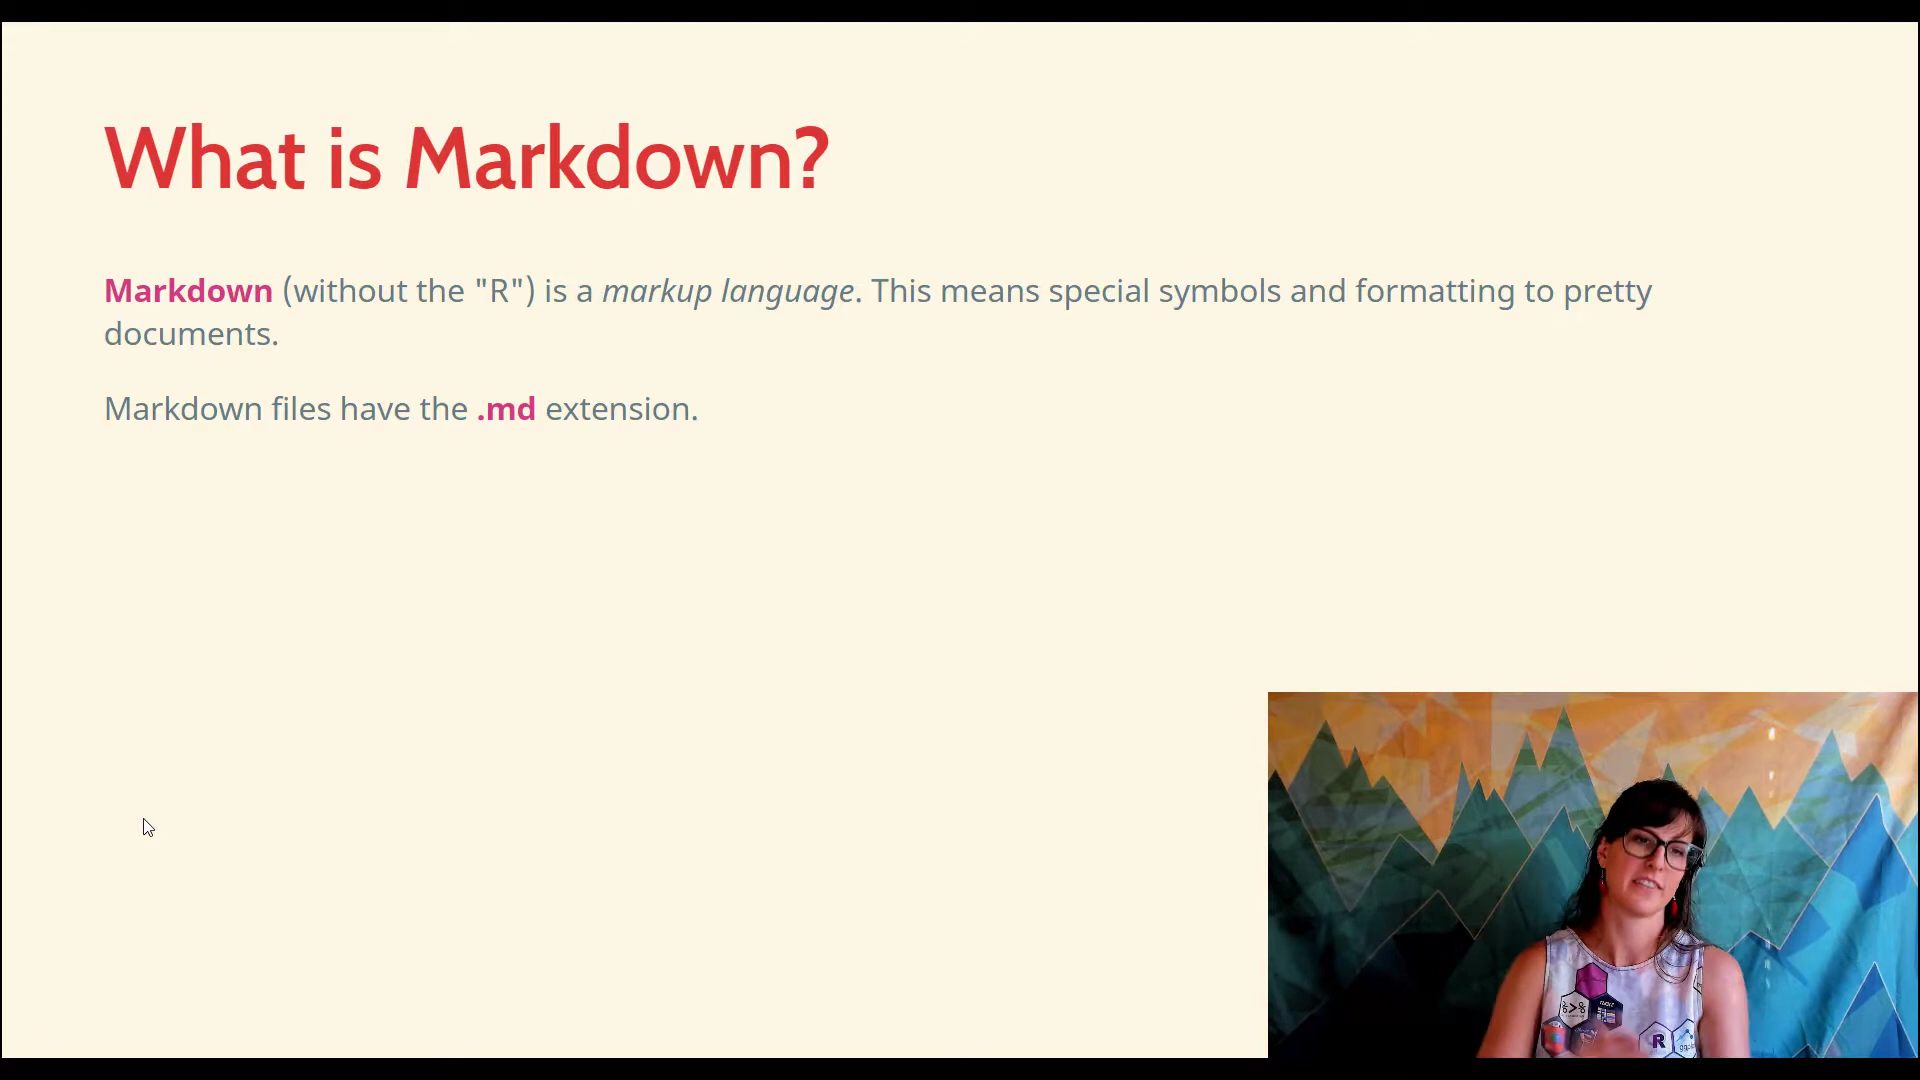 What is Markdown?
Markdown (without the "R") is a markup language. This means special symbols and formatting to pretty
documents.
Markdown files have the .md extension.
R